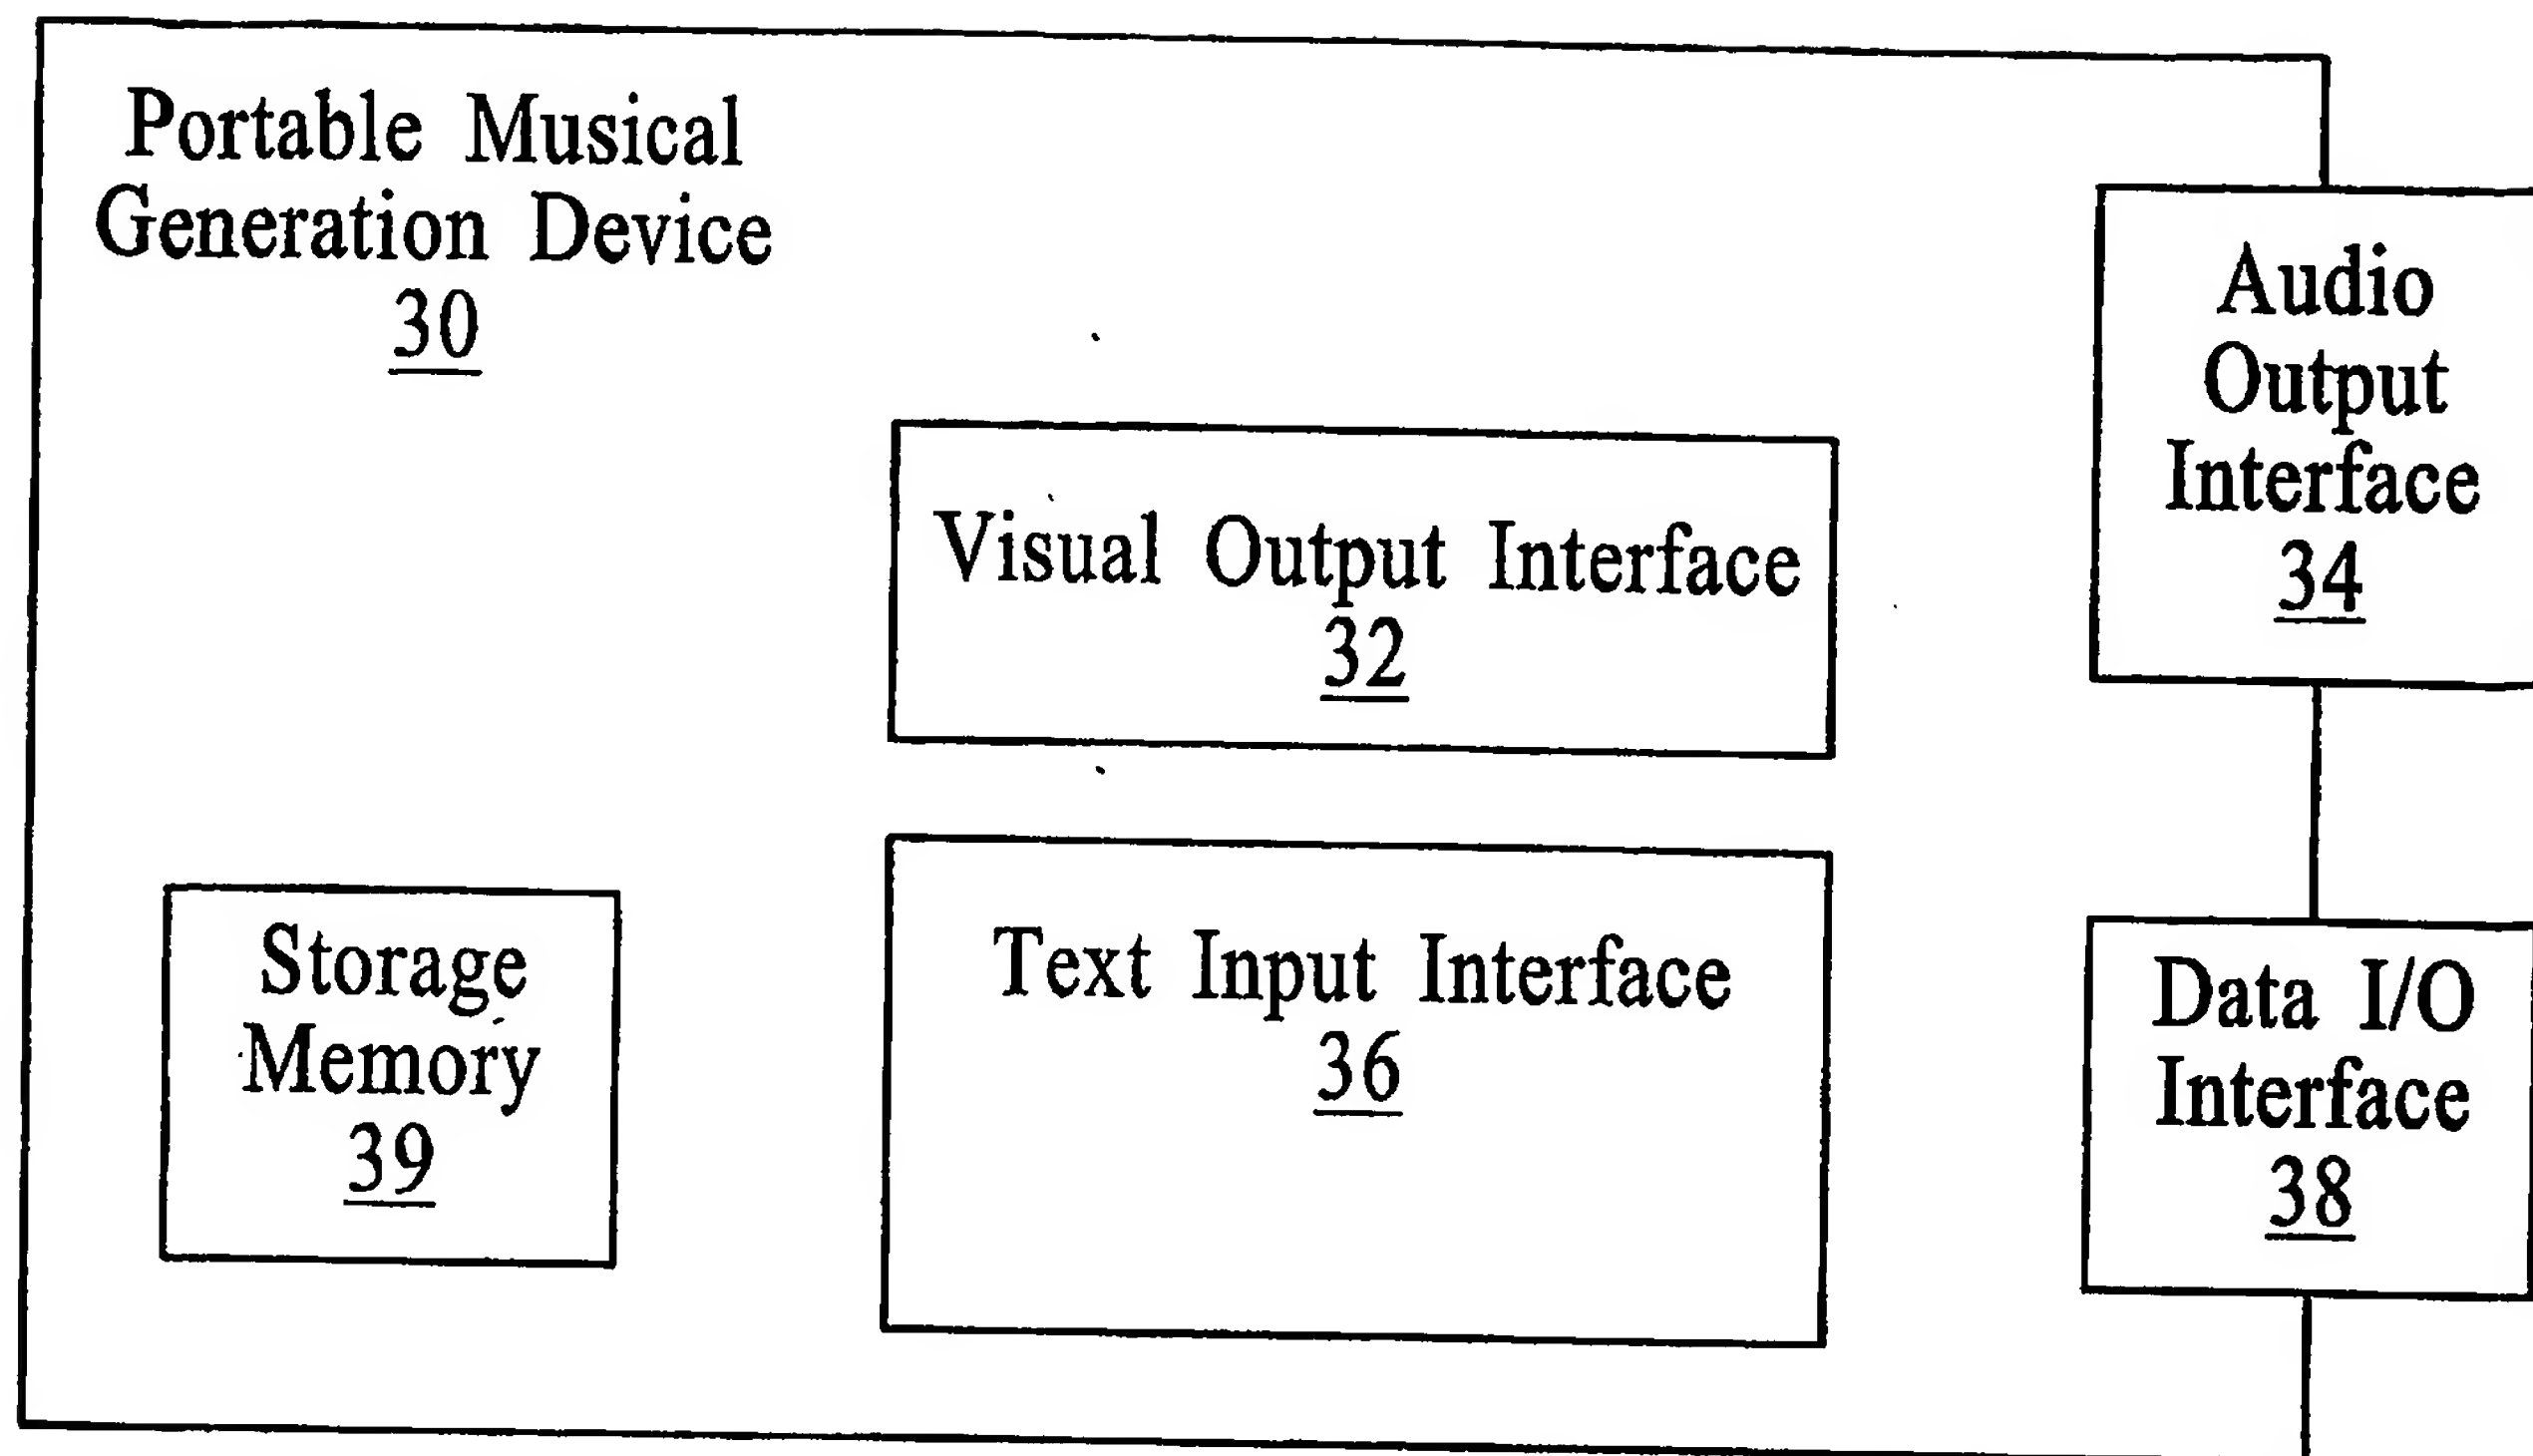 Portable Musical
Generation Device
30
Audio
Output
Interface
34
Visual Output Interface
32
Storage
Memory
39
Text Input Interface
36
Data I/O
Interface
38